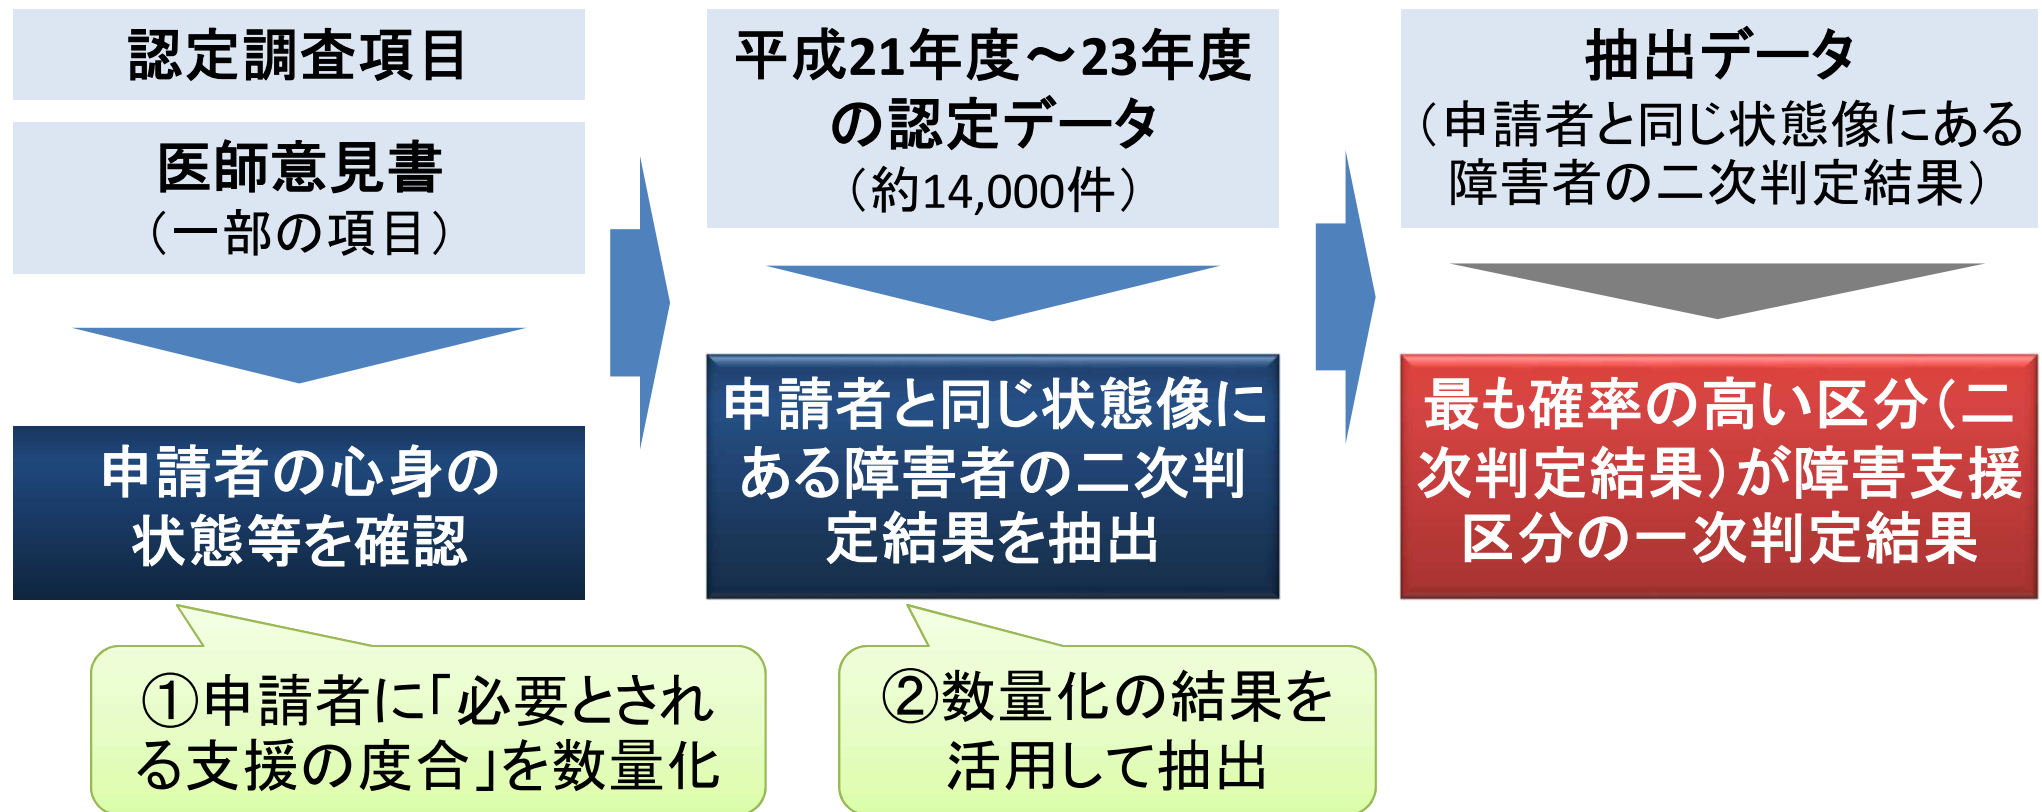 認定調査項目
医師意見書
（一部の項目）
申請者の心身の
状態等を確認
①申請者に「必要とされ
る支援の度合」を数量化
平成21年度～23年度
の認定データ
（約14,000件）
申請者と同じ状態像に
ある障害者の二次判
定結果を抽出
②数量化の結果を
活用して抽出
抽出データ
（申請者と同じ状態像にある
障害者の二次判定結果）
最も確率の高い区分（二
次判定結果）が障害支援
区分の一次判定結果